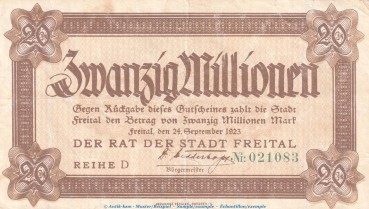 Zwanzig Millionen
Gegen Rückgabe dieses Gutscheines zahlt die Stadt
Freital den Betrag von Zwanzig Millionen Mark
Freital, den 24. September 1923
DER RAT DER STADT FREITAL
REIHE D
№: 021083
Bürgermeister
20
20
20
20